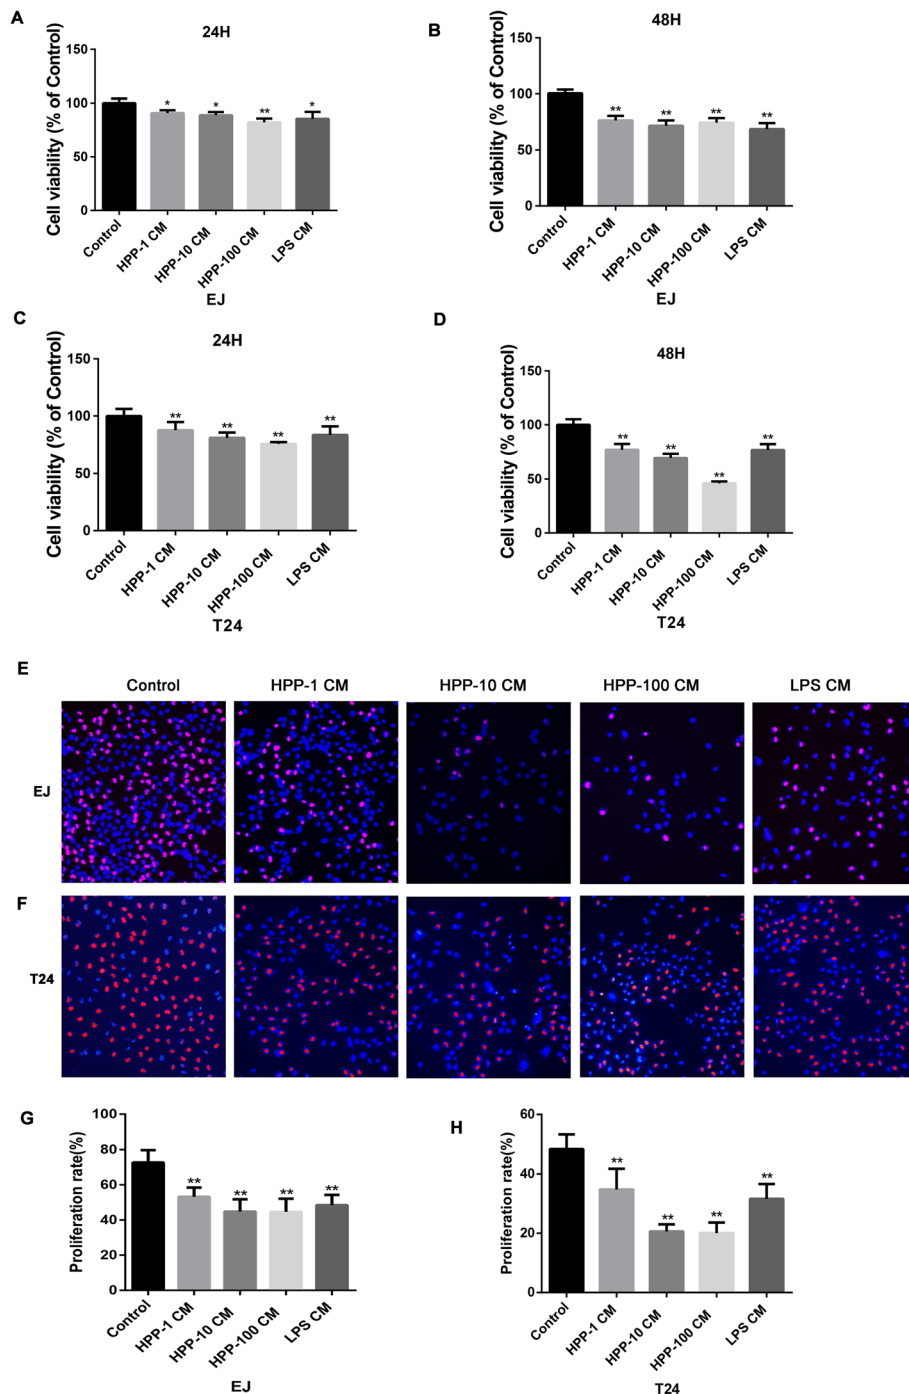 A
24H
Cell viability (% of Control)
150
100
50
0
* * ** *
Control
HPP-1 CM
HPP-10 CM
HPP-100 CM
LPS CM
EJ
B
48H
Cell viability (% of Control)
150
100
50
0
** ** ** **
Control
HPP-1 CM
HPP-10 CM
HPP-100 CM
LPS CM
EJ
C
24H
Cell viability (% of Control)
150
100
50
0
** ** ** **
Control
HPP-1 CM
HPP-10 CM
HPP-100 CM
LPS CM
T24
D
48H
Cell viability (% of Control)
150
100
50
0
** ** ** **
Control
HPP-1 CM
HPP-10 CM
HPP-100 CM
LPS CM
T24
E
Control HPP-1 CM HPP-10 CM HPP-100 CM LPS CM
EJ
F
T24
G
Proliferation rate(%)
100
80
60
40
20
0
** ** ** **
Control
HPP-1 CM
HPP-10 CM
HPP-100 CM
LPS CM
EJ
H
Proliferation rate(%)
60
40
20
0
** ** ** **
Control
HPP-1 CM
HPP-10 CM
HPP-100 CM
LPS CM
T24